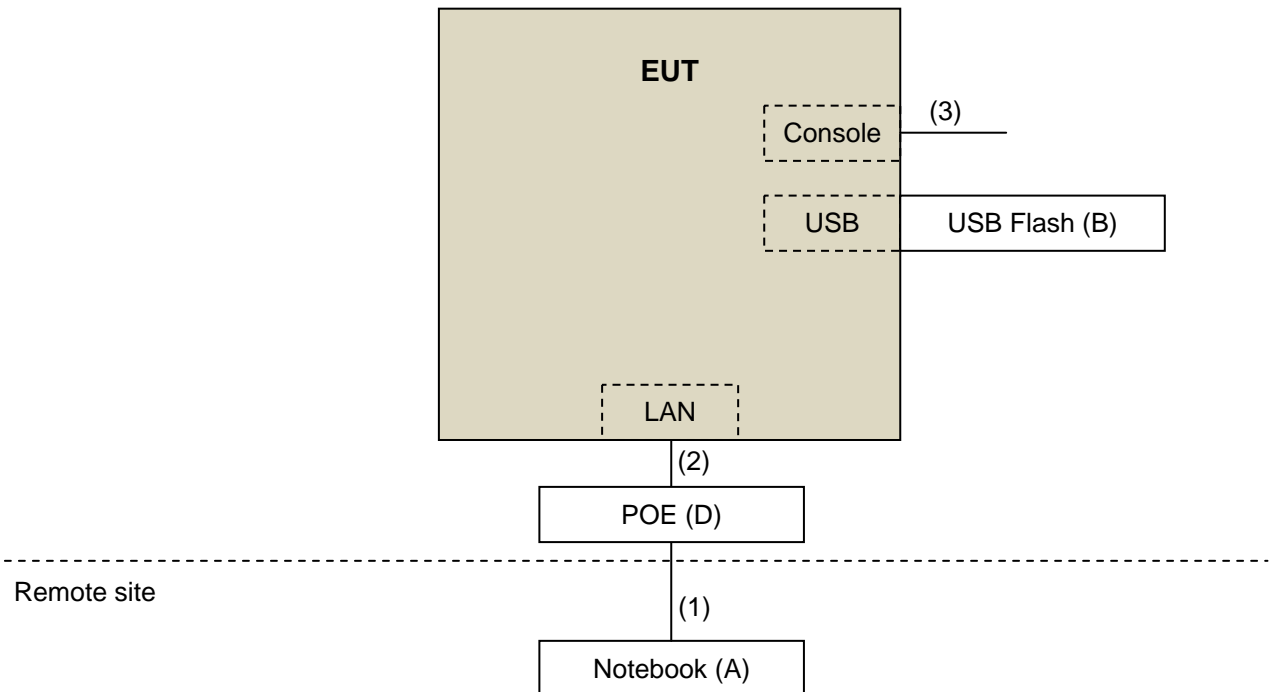 EUT
(3)
Console
USB
USB Flash (B)
LAN
(2)
POE (D)
Remote site
(1)
Notebook (A)